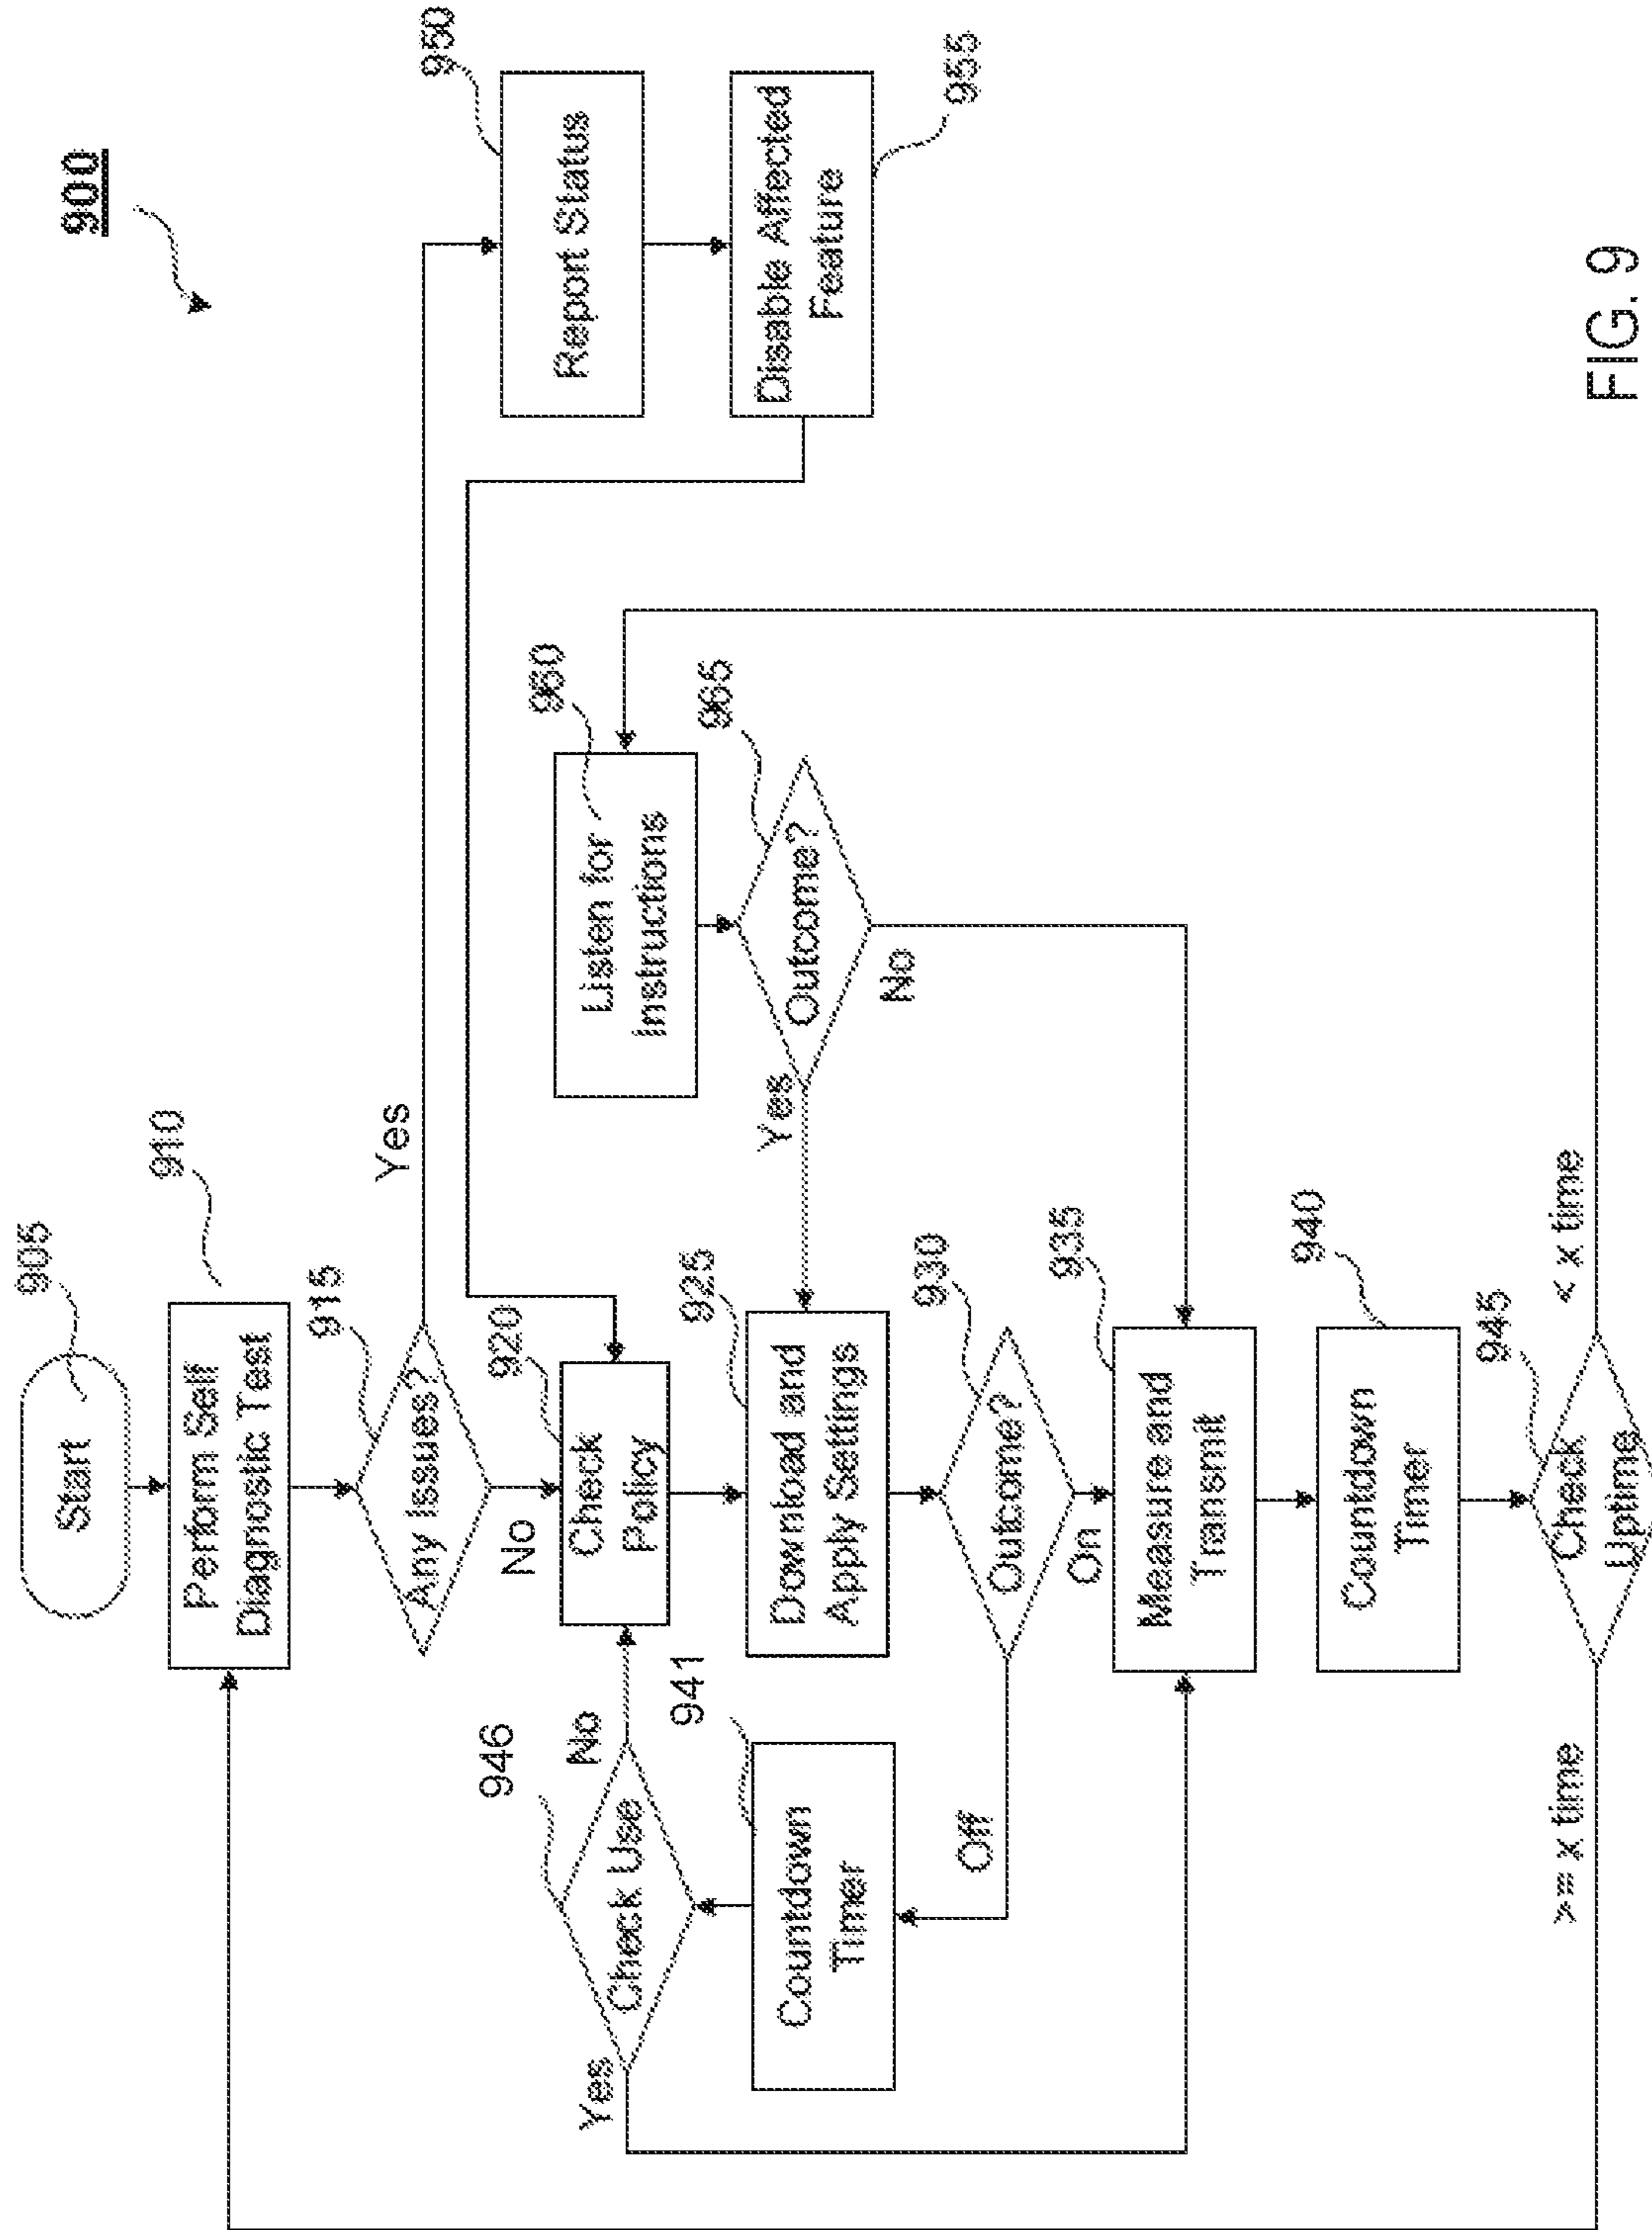 900
905
Start
910
Perform Self
Diagnostic Test
915
Any Issues?
Yes
No
950
Report Status
955
Disable Affected
Feature
920
Check
Policy
946
Check Use
Yes
No
941
Countdown
Timer
925
Download and
Apply Settings
930
Outcome?
Off
On
960
Listen for
Instructions
965
Outcome?
Yes
No
935
Measure and
Transmit
940
Countdown
Timer
945
Check
Uptime
>= x time
< x time
FIG. 9